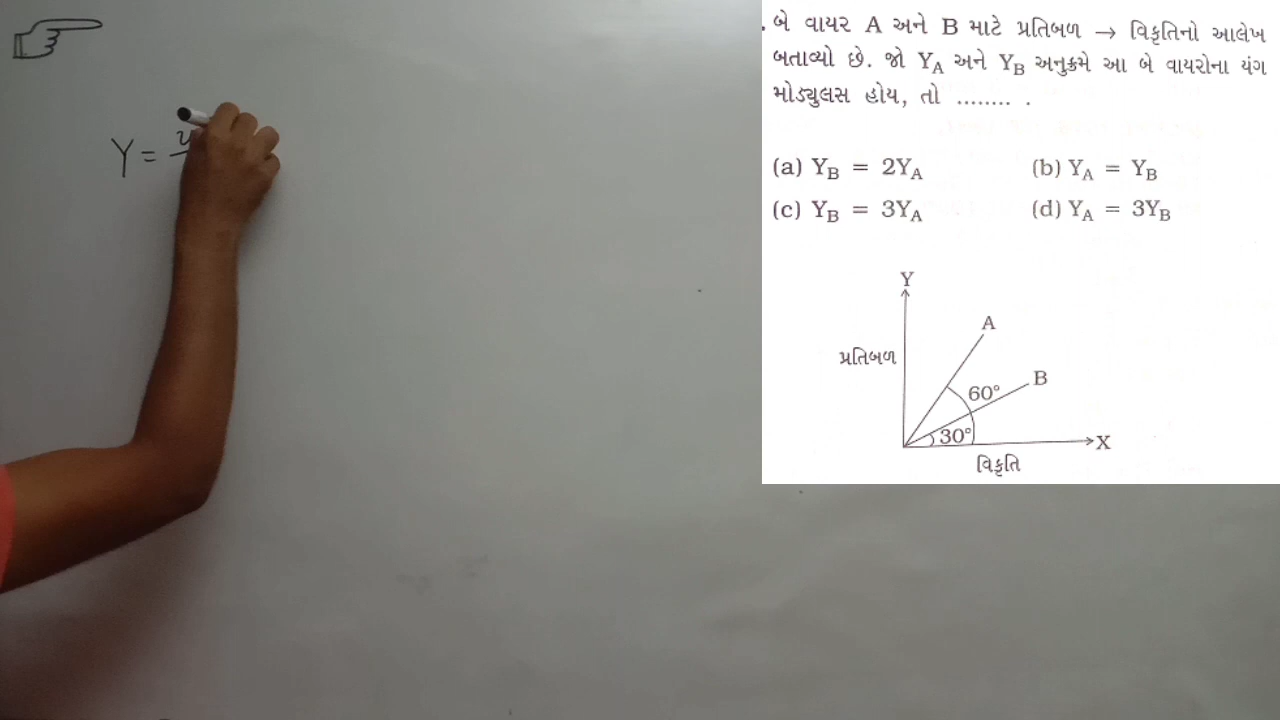 Y = 
. બે વાયર A અને B માટે પ્રતિબળ → વિકૃતિનો આલેખ
બતાવ્યો છે. જો Y_A અને Y_B અનુક્રમે આ બે વાયરોના યંગ
મોડ્યુલસ હોય, તો ........ .
(a) Y_B = 2Y_A (b) Y_A = Y_B
(c) Y_B = 3Y_A (d) Y_A = 3Y_B
Y
A
પ્રતિબળ
B
60°
30°
X
વિકૃતિ